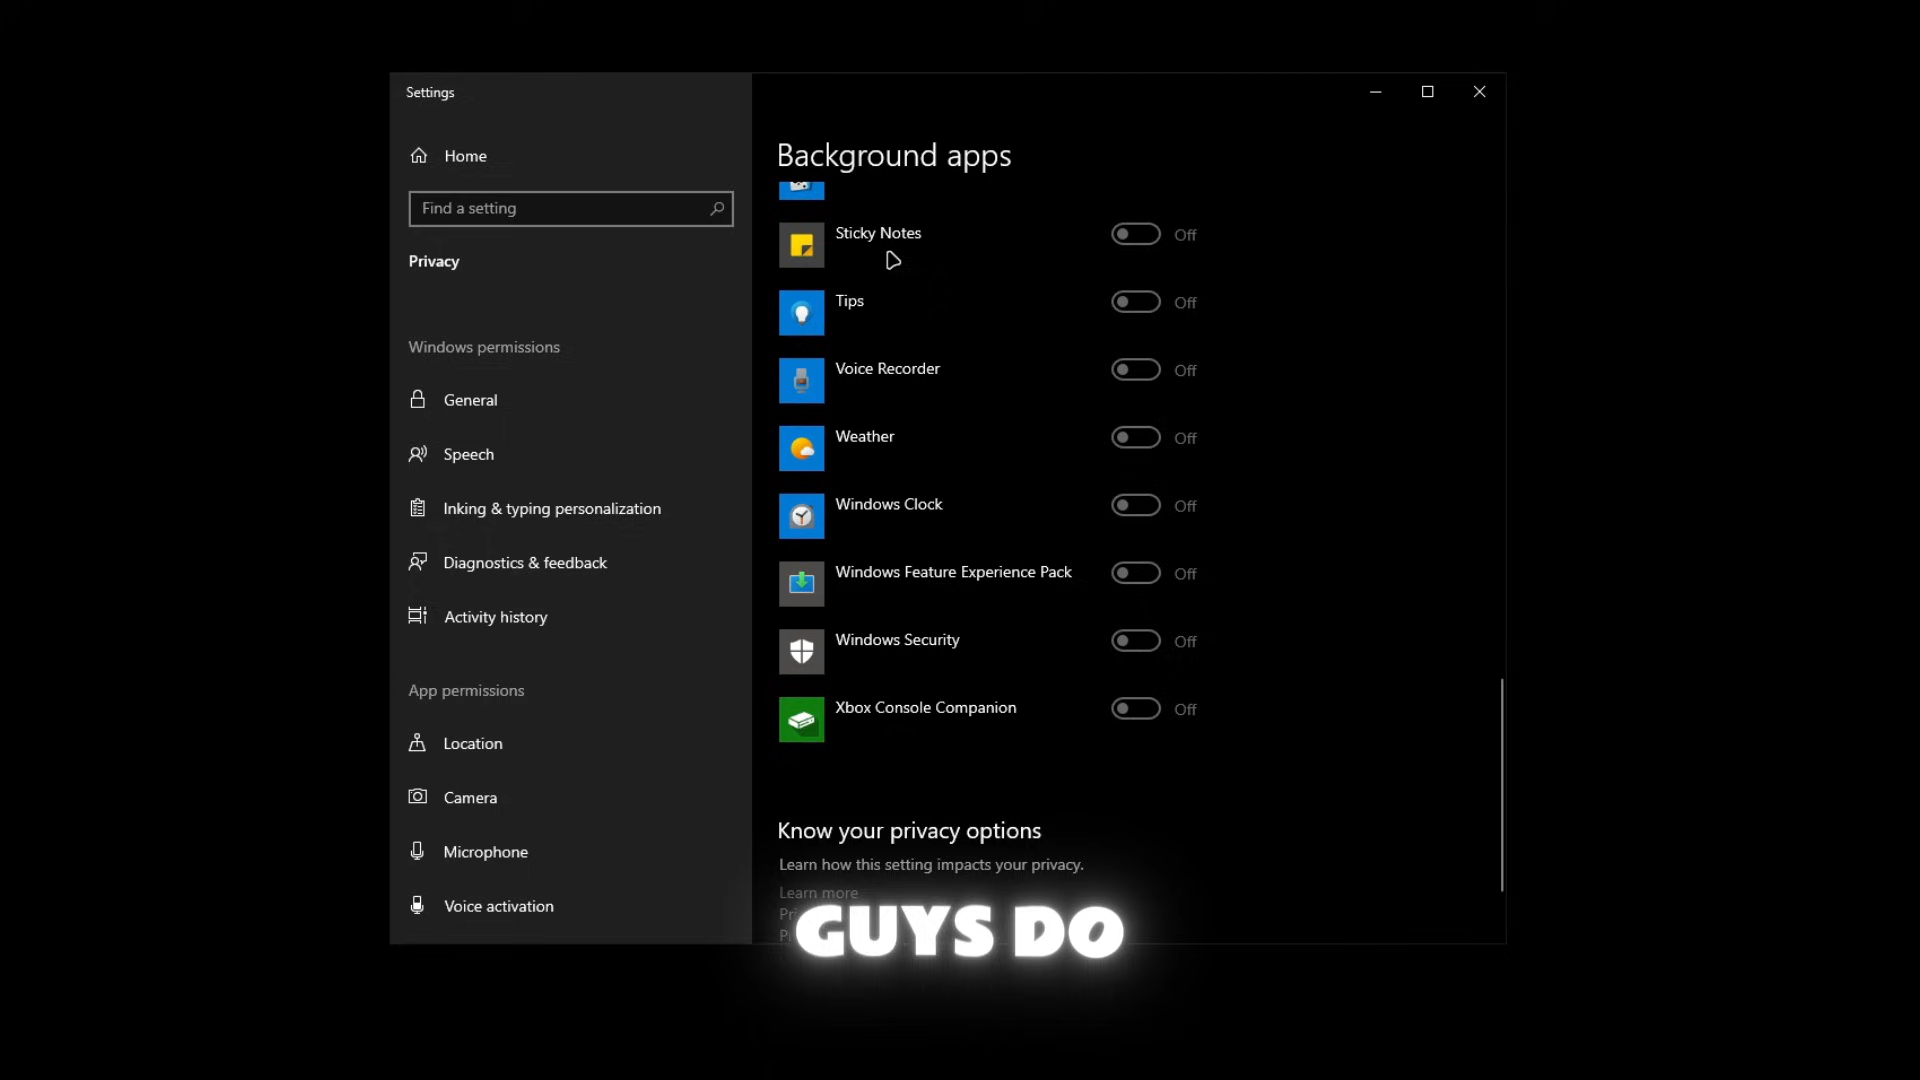 Settings
Home
Find a setting
Privacy
Windows permissions
General
Speech
Inking & typing personalization
Diagnostics & feedback
Activity history
App permissions
Location
Camera
Microphone
Voice activation
Background apps
Sticky Notes Off
Tips Off
Voice Recorder Off
Weather Off
Windows Clock Off
Windows Feature Experience Pack Off
Windows Security Off
Xbox Console Companion Off
Know your privacy options
Learn how this setting impacts your privacy.
Learn more
GUYS DO